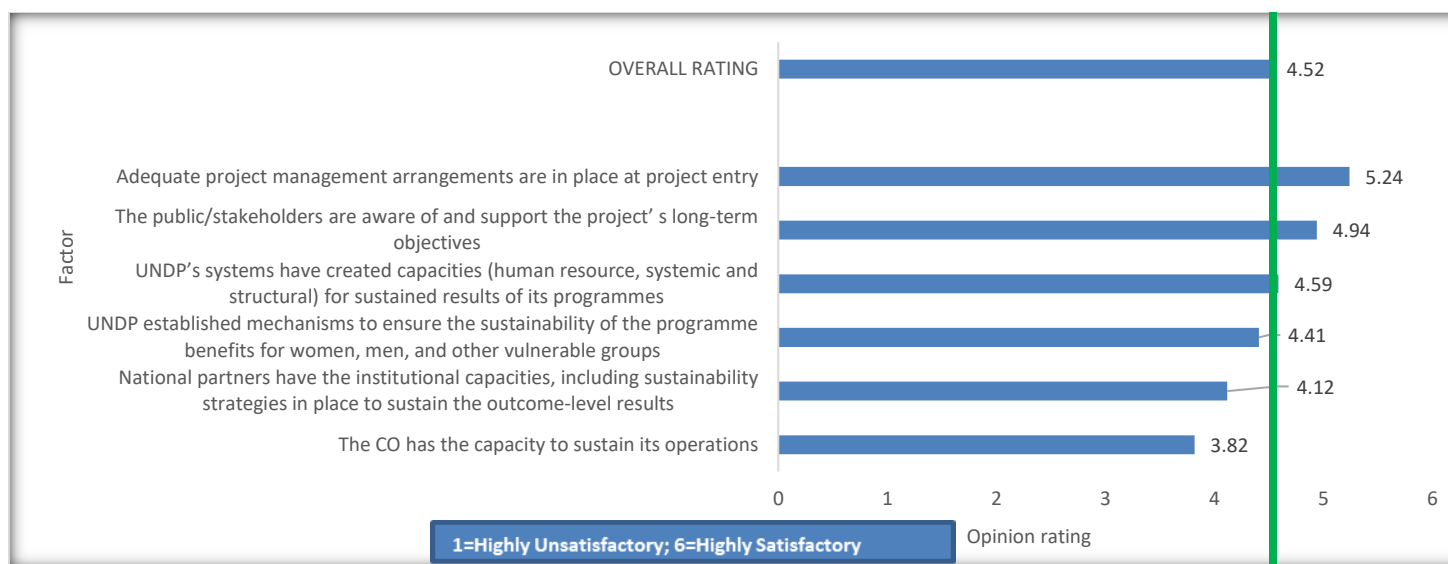 OVERALL RATING
4.52
Adequate project management arrangements are in place at project entry
5.24
The public/stakeholders are aware of and support the project’ s long-term
objectives
4.94
UNDP’s systems have created capacities (human resource, systemic and
structural) for sustained results of its programmes
4.59
UNDP established mechanisms to ensure the sustainability of the programme
benefits for women, men, and other vulnerable groups
4.41
National partners have the institutional capacities, including sustainability
strategies in place to sustain the outcome-level results
4.12
The CO has the capacity to sustain its operations
3.82
Factor
0 1 2 3 4 5 6
Opinion rating
1=Highly Unsatisfactory; 6=Highly Satisfactory